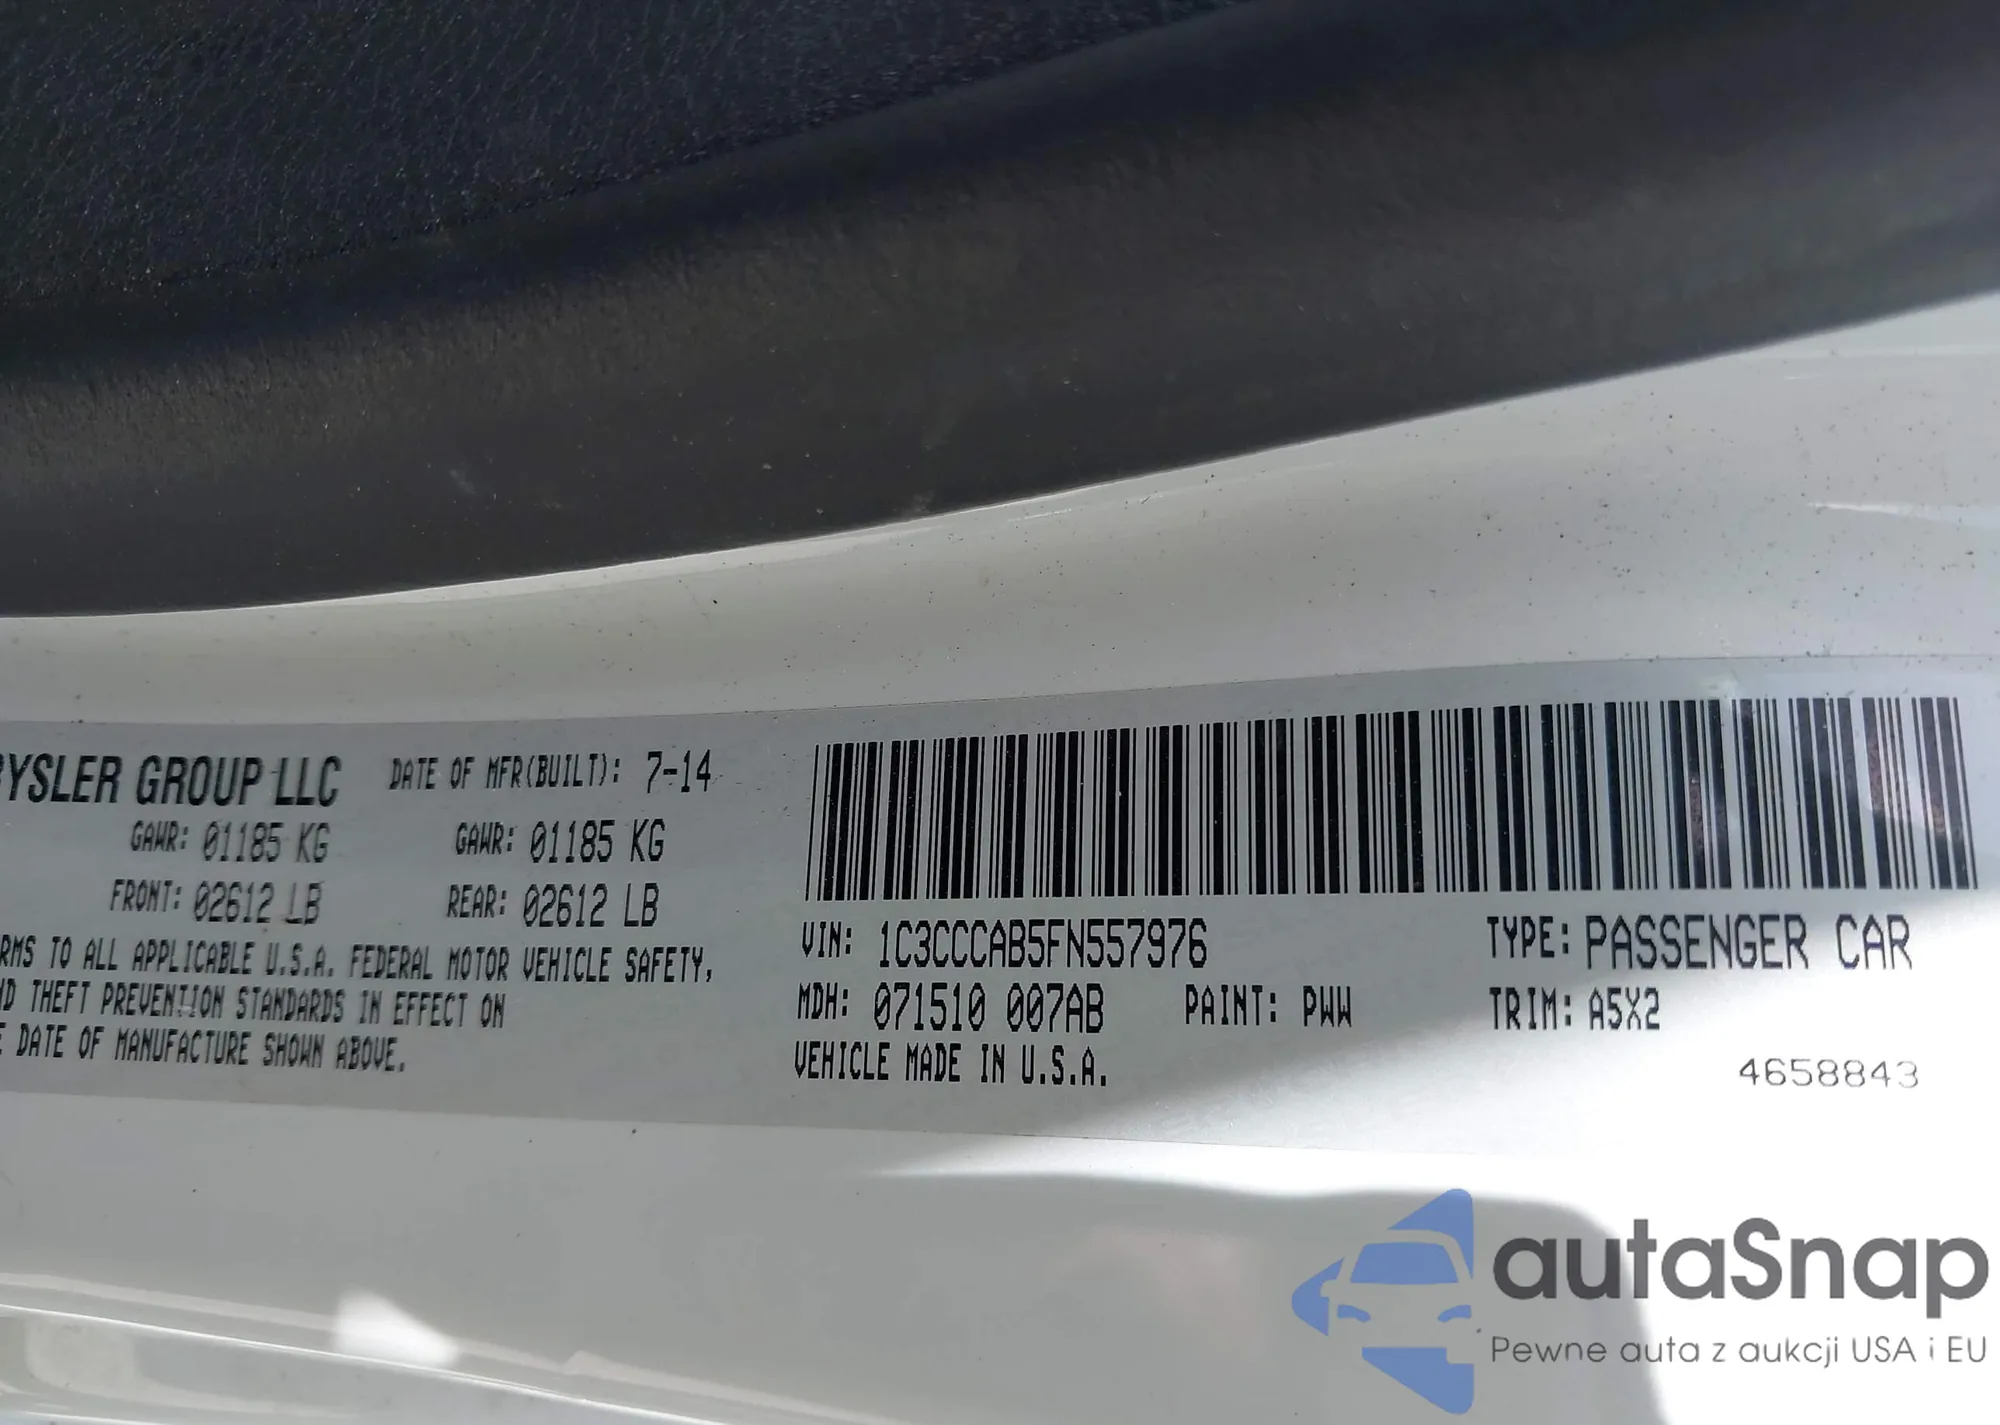 RYSLER GROUP LLC DATE OF MFR(BUILT): 7-14
GAWR: 01185 KG GAWR: 01185 KG
FRONT: 02612 LB REAR: 02612 LB
RMS TO ALL APPLICABLE U.S.A. FEDERAL MOTOR VEHICLE SAFETY,
ND THEFT PREVENTION STANDARDS IN EFFECT ON
E DATE OF MANUFACTURE SHOWN ABOVE.
VIN: 1C3CCCAB5FN557976 TYPE: PASSENGER CAR
MDH: 071510 007AB PAINT: PWW TRIM: A5X2
VEHICLE MADE IN U.S.A.
4658843
autaSnap
Pewne auta z aukcji USA i EU